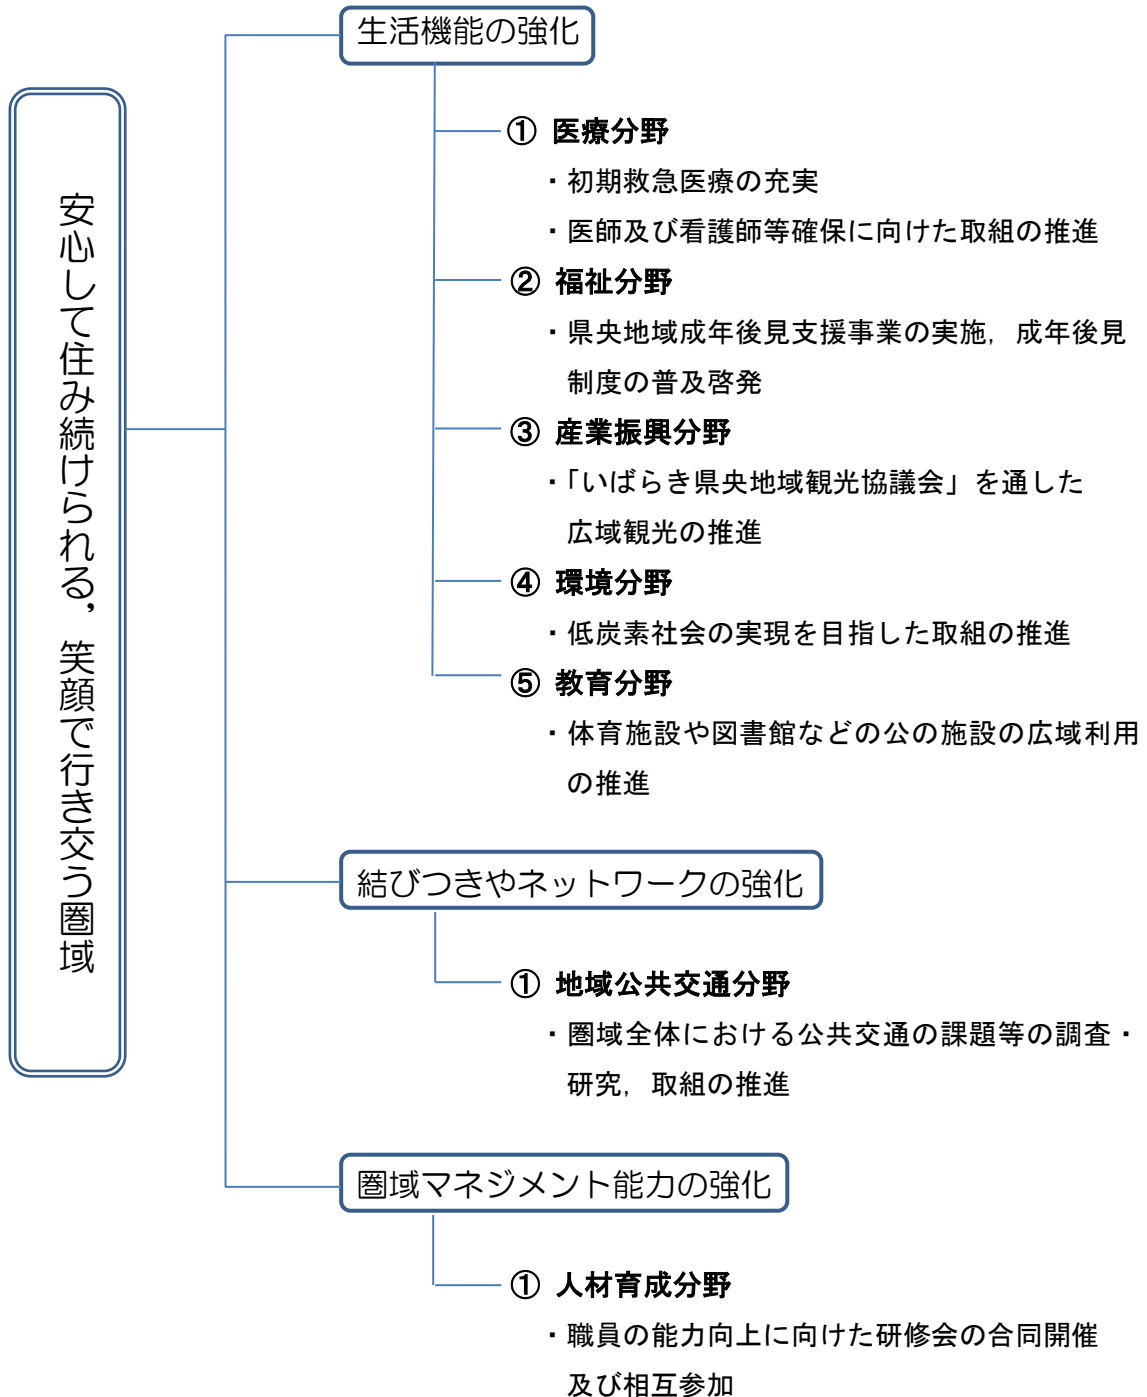 安心して住み続けられる，笑顔で行き交う圏域
生活機能の強化
① 医療分野
・初期救急医療の充実
・医師及び看護師等確保に向けた取組の推進
② 福祉分野
・県央地域成年後見支援事業の実施，成年後見
制度の普及啓発
③ 産業振興分野
・「いばらき県央地域観光協議会」を通した
広域観光の推進
④ 環境分野
・低炭素社会の実現を目指した取組の推進
⑤ 教育分野
・体育施設や図書館などの公の施設の広域利用
の推進
結びつきやネットワークの強化
① 地域公共交通分野
・圏域全体における公共交通の課題等の調査・
研究，取組の推進
圏域マネジメント能力の強化
① 人材育成分野
・職員の能力向上に向けた研修会の合同開催
及び相互参加